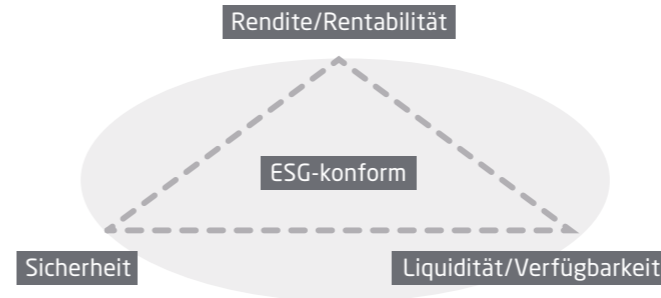 Rendite/Rentabilität
ESG-konform
Sicherheit
Liquidität/Verfügbarkeit